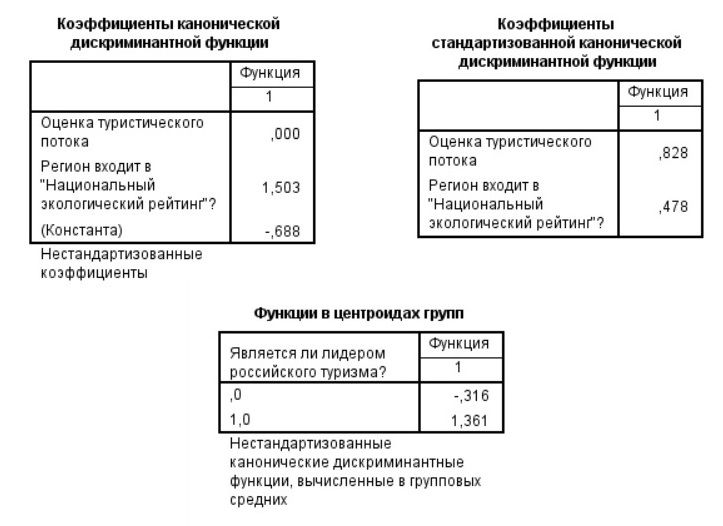 Коэффициенты канонической
дискриминантной функции
Функция
1
Оценка туристического
потока
,000
Регион входит в
"Национальный
экологический рейтинг"?
1,503
(Константа)
-,688
Нестандартизованные
коэффициенты
Коэффициенты
стандартизованной канонической
дискриминантной функции
Функция
1
Оценка туристического
потока
,828
Регион входит в
"Национальный
экологический рейтинг"?
,478
Функции в центроидах групп
Является ли лидером
российского туризма?
Функция
1
,0 -,316
1,0 1,361
Нестандартизованные
канонические дискриминантные
функции, вычисленные в групповых
средних